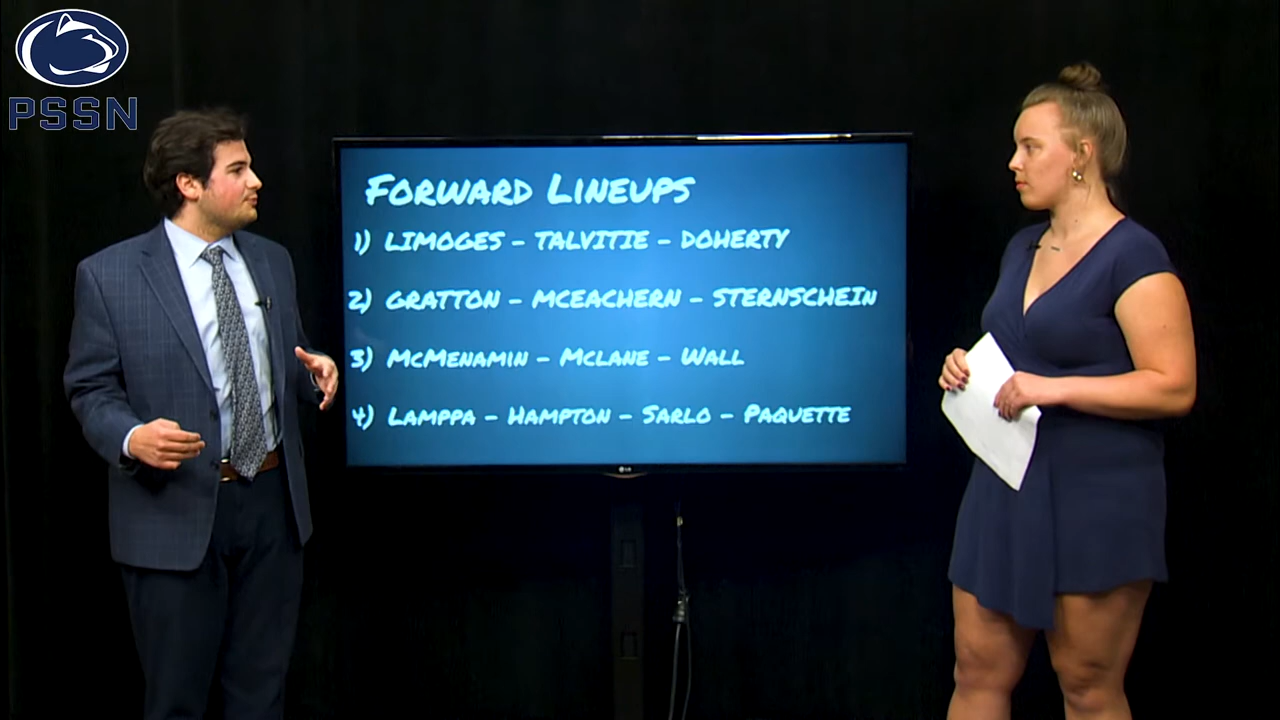 PSSN
Forward Lineups
1) LIMOGES - TALVITIE - DOHERTY
2) GRATTON - MCEACHERN - STERNSCHEIN
3) McMENAMIN - McLANE - WALL
4) LAMPPA - HAMPTON - SARLO - PAQUETTE
LG